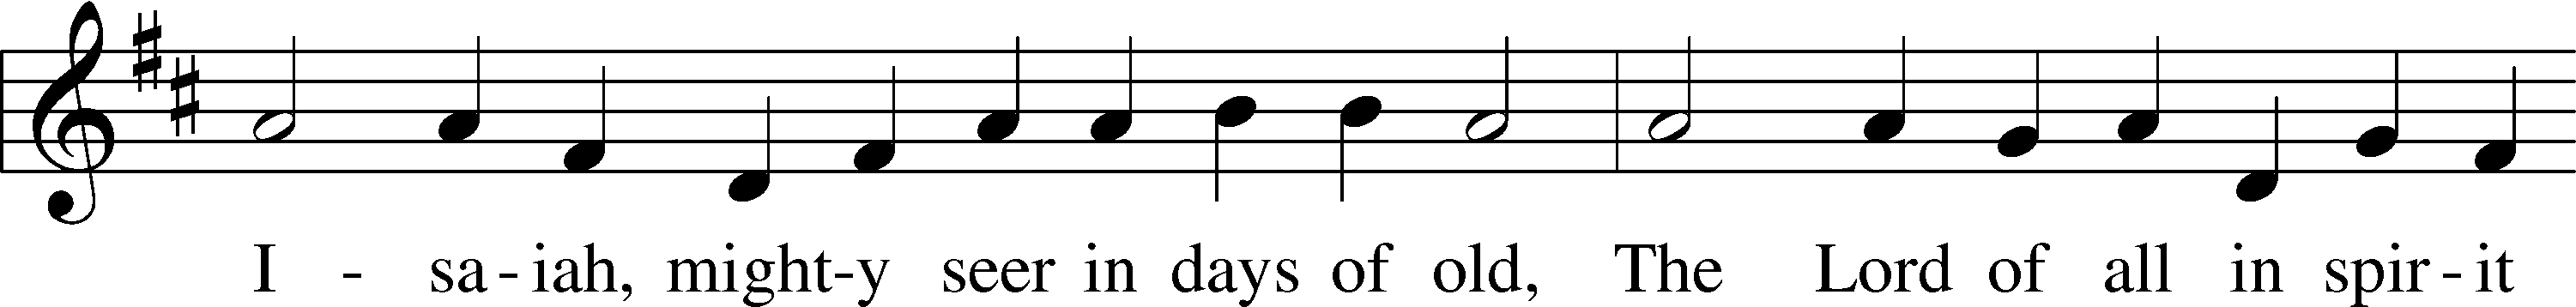 I - sa - iah, might-y seer in days of old, The Lord of all in spir - it